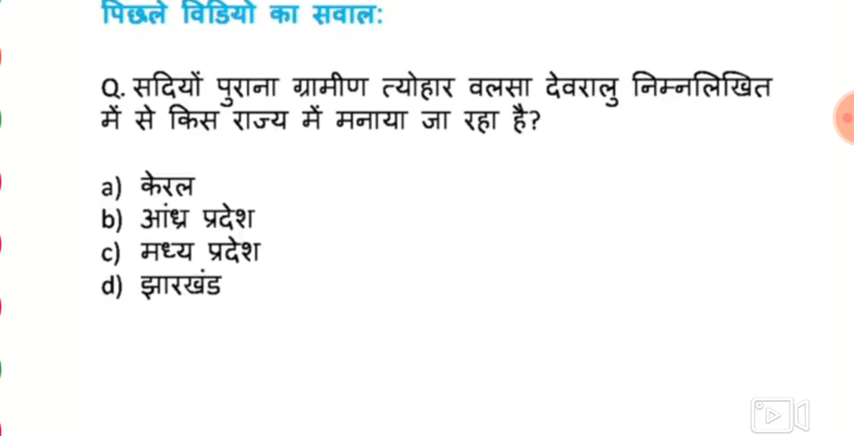 पिछले विडियो का सवाल:
Q. सदियों पुराना ग्रामीण त्योहार वलसा देवरालु निम्नलिखित
में से किस राज्य में मनाया जा रहा है?
a) केरल
b) आंध्र प्रदेश
c) मध्य प्रदेश
d) झारखंड